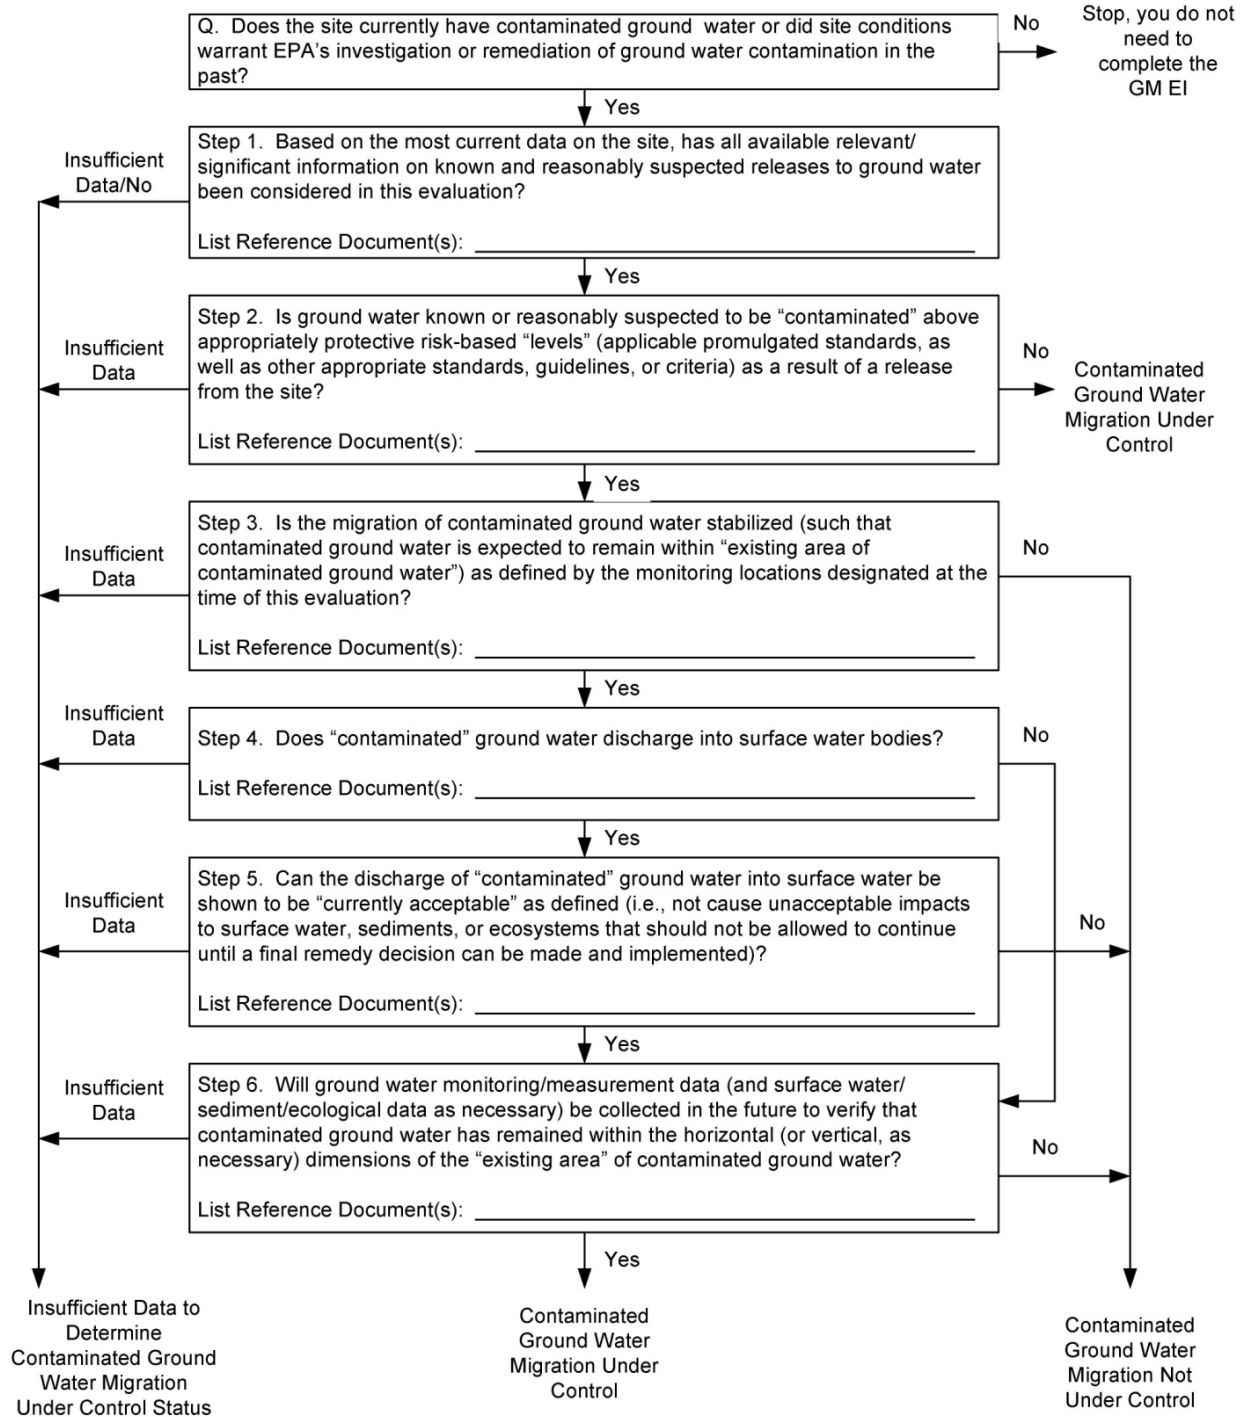 Q. Does the site currently have contaminated ground water or did site conditions
warrant EPA's investigation or remediation of ground water contamination in the
past?
No
Stop, you do not
need to
complete the
GM EI
Yes
Insufficient
Data/No
Step 1. Based on the most current data on the site, has all available relevant/
significant information on known and reasonably suspected releases to ground water
been considered in this evaluation?
List Reference Document(s):
Yes
Insufficient
Data
Step 2. Is ground water known or reasonably suspected to be “contaminated” above
appropriately protective risk-based “levels” (applicable promulgated standards, as
well as other appropriate standards, guidelines, or criteria) as a result of a release
from the site?
List Reference Document(s):
No
Contaminated
Ground Water
Migration Under
Control
Yes
Insufficient
Data
Step 3. Is the migration of contaminated ground water stabilized (such that
contaminated ground water is expected to remain within “existing area of
contaminated ground water”) as defined by the monitoring locations designated at the
time of this evaluation?
List Reference Document(s):
No
Yes
Insufficient
Data
Step 4. Does “contaminated” ground water discharge into surface water bodies?
List Reference Document(s):
No
Yes
Insufficient
Data
Step 5. Can the discharge of “contaminated” ground water into surface water be
shown to be “currently acceptable” as defined (i.e., not cause unacceptable impacts
to surface water, sediments, or ecosystems that should not be allowed to continue
until a final remedy decision can be made and implemented)?
List Reference Document(s):
No
Yes
Insufficient
Data
Step 6. Will ground water monitoring/measurement data (and surface water/
sediment/ecological data as necessary) be collected in the future to verify that
contaminated ground water has remained within the horizontal (or vertical, as
necessary) dimensions of the “existing area” of contaminated ground water?
List Reference Document(s):
No
Yes
Insufficient Data to
Determine
Contaminated Ground
Water Migration
Under Control Status
Contaminated
Ground Water
Migration Under
Control
Contaminated
Ground Water
Migration Not
Under Control